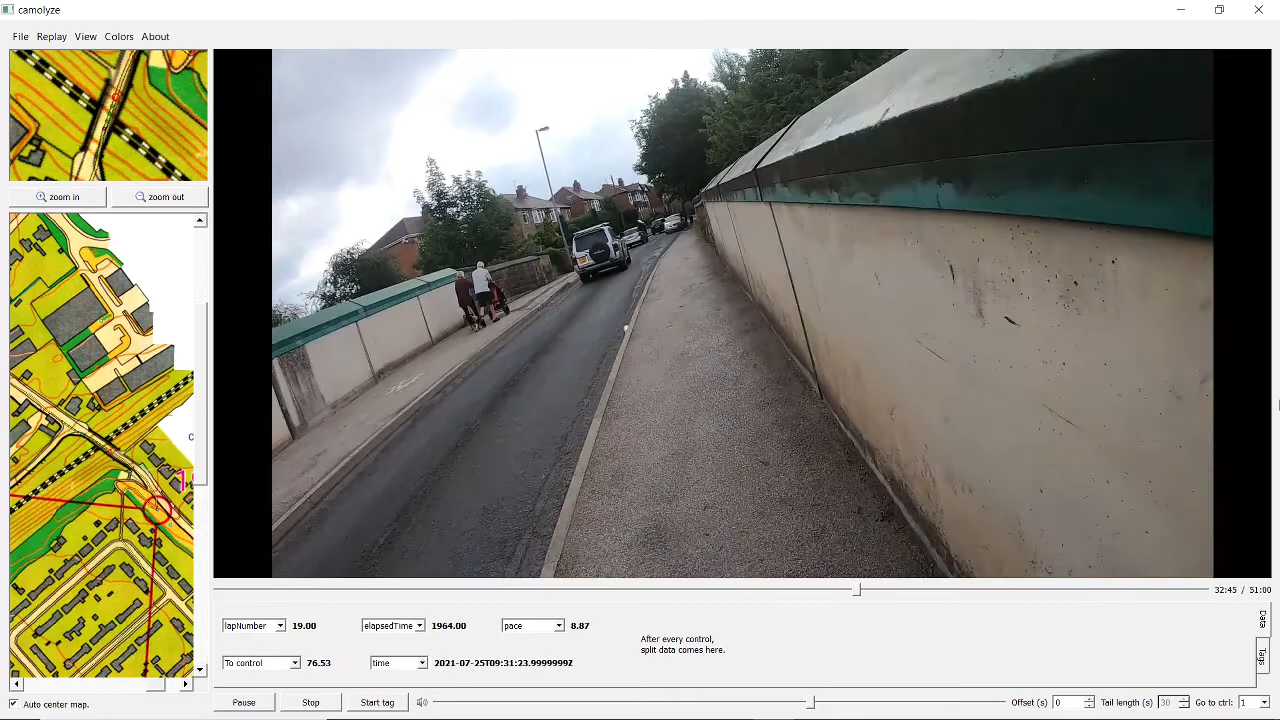 camolyze
File Replay View Colors About
zoom in zoom out
32:45 / 51:00
lapNumber 19.00 elapsedTime 1964.00 pace 8.87
After every control,
split data comes here.
To control 76.53 time 2021-07-25T09:31:23.9999999Z
Data
Tags
Auto center map.
Pause Stop Start tag Offset (s) 0 Tail length (s) 30 Go to ctrl: 1